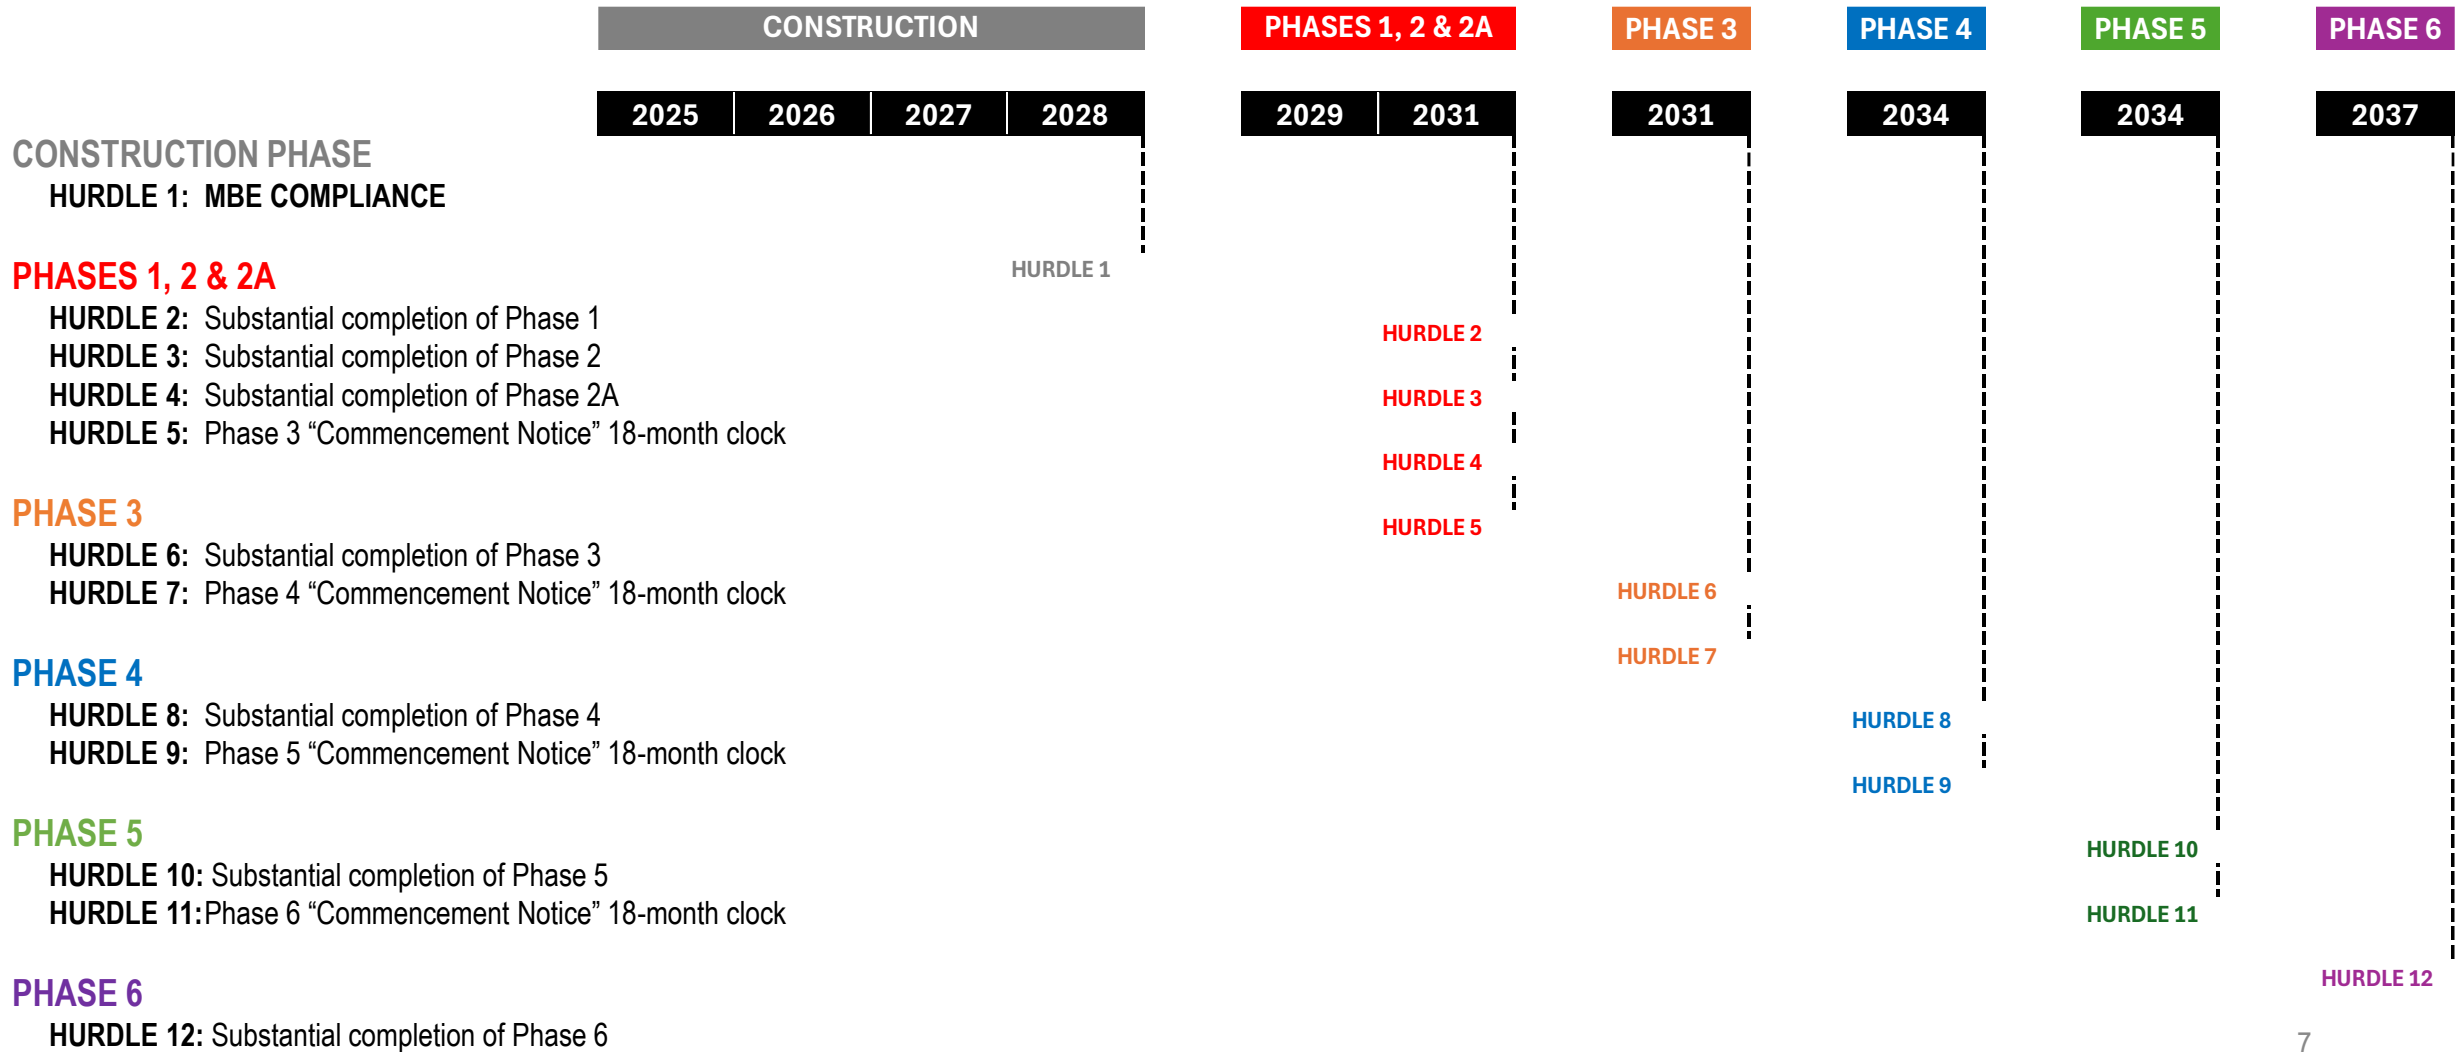 CONSTRUCTION PHASES 1, 2 & 2A PHASE 3 PHASE 4 PHASE 5 PHASE 6
2025 2026 2027 2028 2029 2031 2031 2034 2034 2037
CONSTRUCTION PHASE
HURDLE 1: MBE COMPLIANCE
HURDLE 1
PHASES 1, 2 & 2A
HURDLE 2: Substantial completion of Phase 1
HURDLE 2
HURDLE 3: Substantial completion of Phase 2
HURDLE 4: Substantial completion of Phase 2A
HURDLE 3
HURDLE 5: Phase 3 “Commencement Notice” 18-month clock
HURDLE 4
PHASE 3
HURDLE 5
HURDLE 6: Substantial completion of Phase 3
HURDLE 7: Phase 4 “Commencement Notice” 18-month clock
HURDLE 6
HURDLE 7
PHASE 4
HURDLE 8: Substantial completion of Phase 4
HURDLE 8
HURDLE 9: Phase 5 “Commencement Notice” 18-month clock
HURDLE 9
PHASE 5
HURDLE 10
HURDLE 10: Substantial completion of Phase 5
HURDLE 11: Phase 6 “Commencement Notice” 18-month clock
HURDLE 11
PHASE 6
HURDLE 12
HURDLE 12: Substantial completion of Phase 6
7